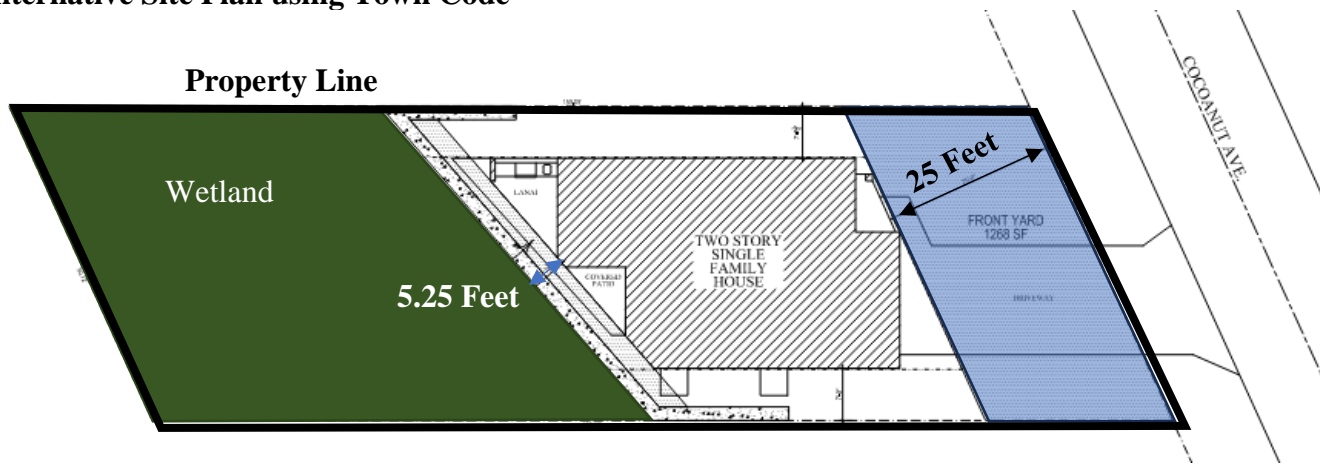 Alternative Site Plan using Town Code
Property Line
COCOANUT AVE.
Wetland
25 Feet
LANAI
FRONT YARD
1268 SF
TWO STORY
SINGLE
FAMILY
HOUSE
COVERED
PATIO
5.25 Feet
DRIVEWAY